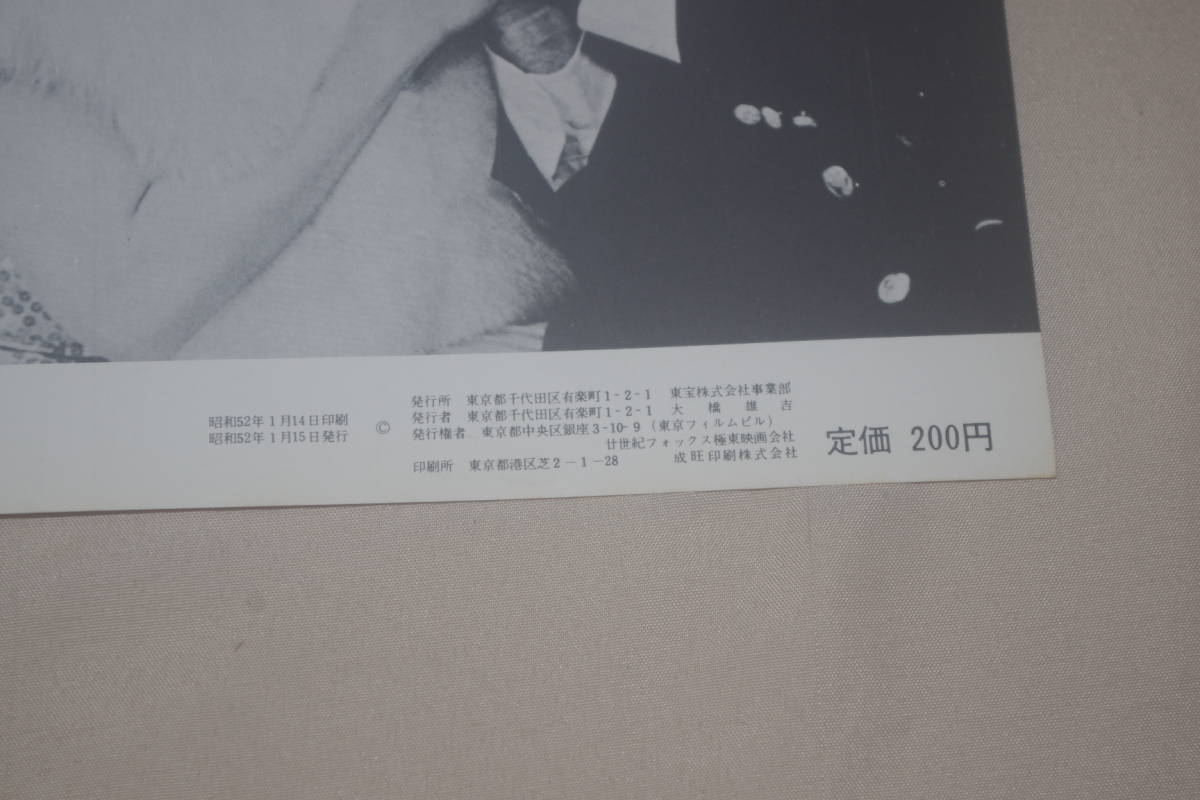 昭和52年 1月14日印刷
昭和52年 1月15日発行
©
発行所 東京都千代田区有楽町1-2-1 東宝株式会社事業部
発行者 東京都千代田区有楽町1-2-1 大橋雄吉
発行権者 東京都中央区銀座3-10-9(東京フィルムビル)
廿世紀フォックス極東映画会社
印刷所 東京都港区芝2-1-28 成旺印刷株式会社
定価 200円